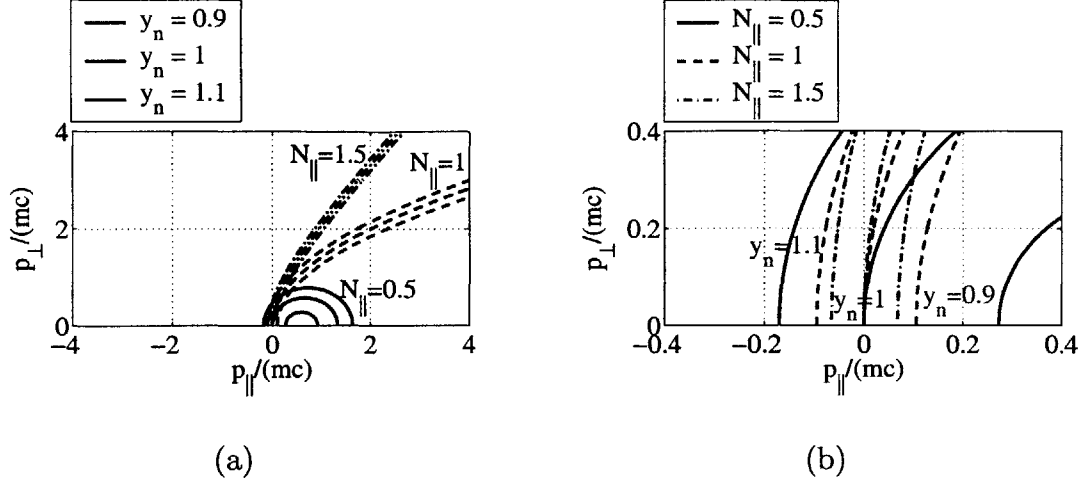 y_n = 0.9
y_n = 1
y_n = 1.1
N_∥=1.5
N_∥=1
N_∥=0.5
4
2
0
−4
−2
0
2
4
p_⊥/(mc)
p_∥/(mc)
(a)
N_∥ = 0.5
N_∥ = 1
N_∥ = 1.5
y_n=1.1
y_n=1
y_n=0.9
0.4
0.2
0
−0.4
−0.2
0
0.2
0.4
p_⊥/(mc)
p_∥/(mc)
(b)